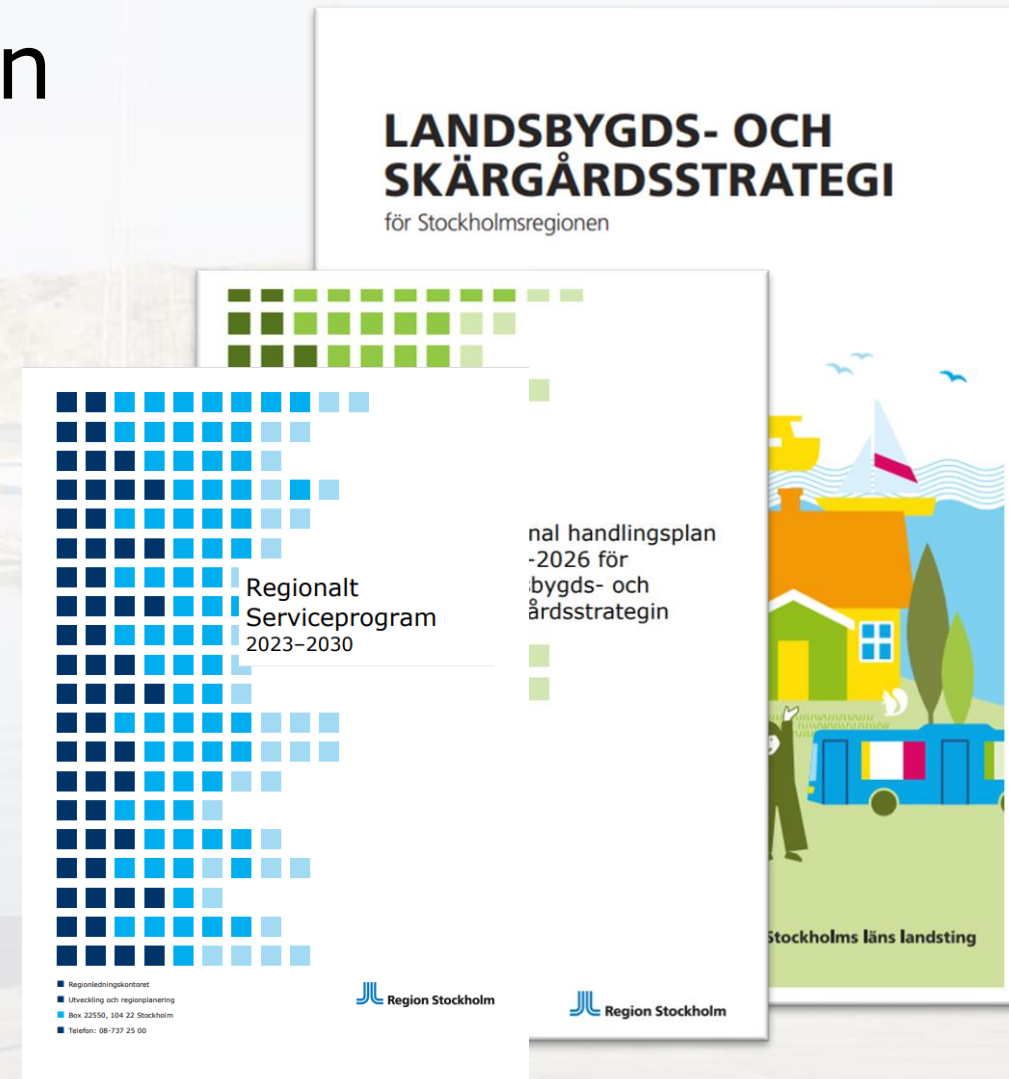 n
LANDSBYGDS- OCH
SKÄRGÅRDSSTRATEGI
för Stockholmsregionen
nal handlingsplan
-2026 för
sbygds- och
årdsstrategin
Regionalt
Serviceprogram
2023–2030
Stockholms läns landsting
Regionledningskontoret
Utveckling och regionplanering
Box 22550, 104 22 Stockholm
Telefon: 08-737 25 00
Region Stockholm
Region Stockholm